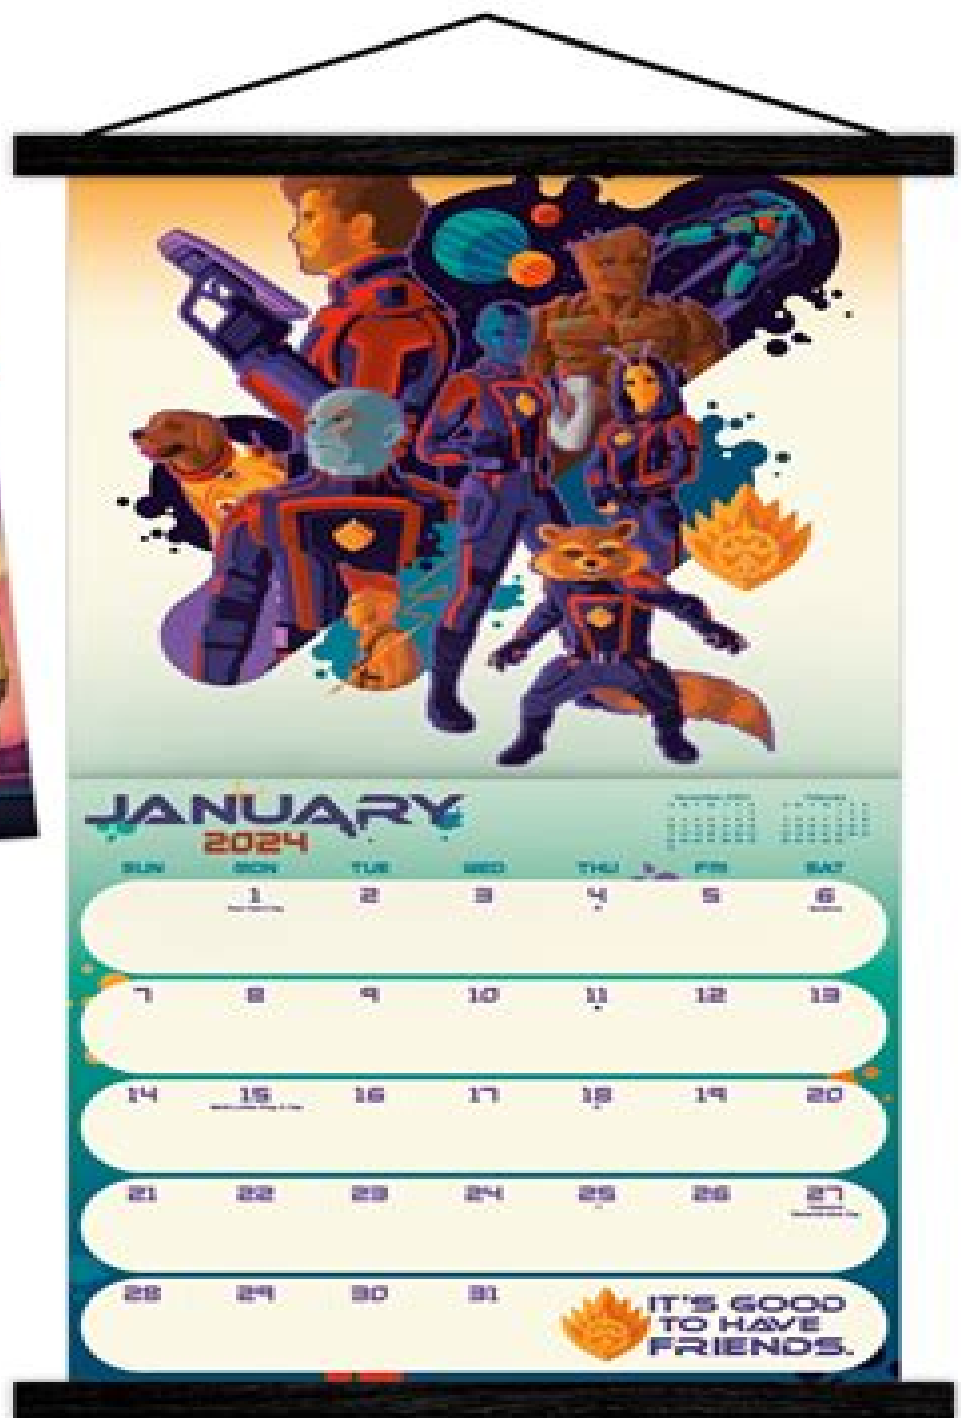 JANUARY
2024
SUN MON TUE WED THU FRI SAT
1 2 3 4 5 6
7 8 9 10 11 12 13
14 15 16 17 18 19 20
21 22 23 24 25 26 27
28 29 30 31
IT'S GOOD
TO HAVE
FRIENDS.